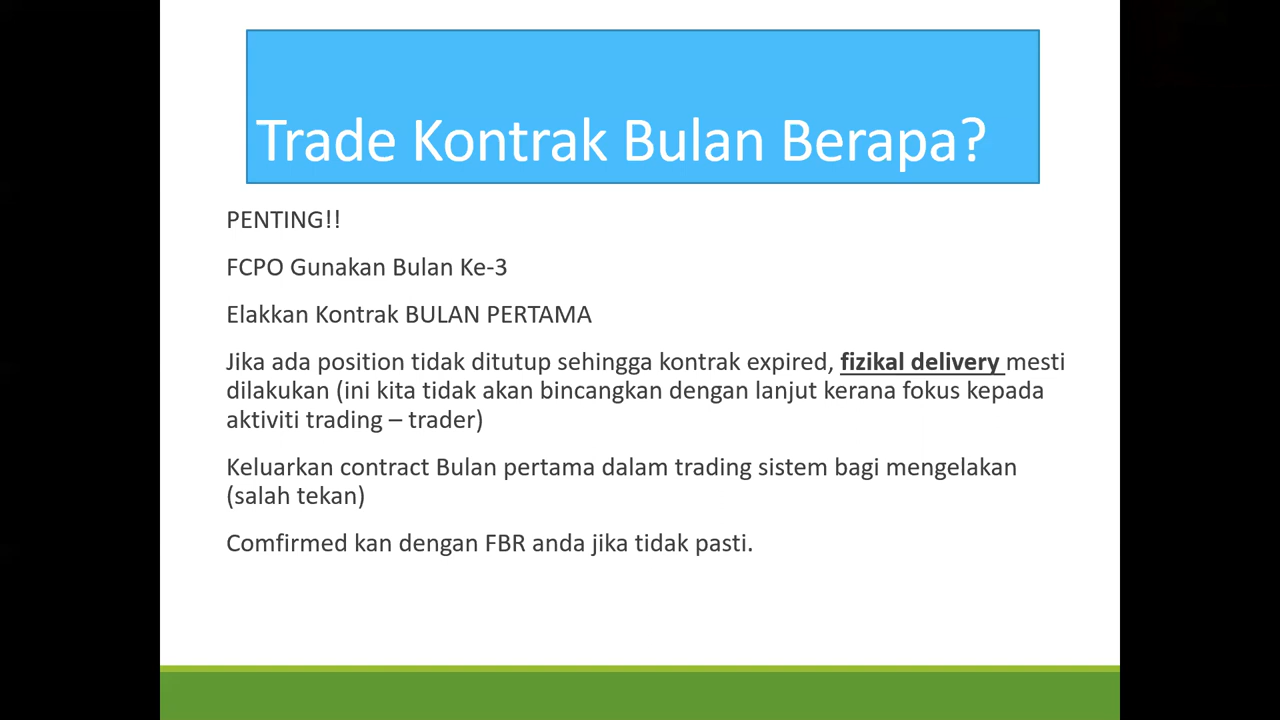 Trade Kontrak Bulan Berapa?
PENTING!!
FCPO Gunakan Bulan Ke-3
Elakkan Kontrak BULAN PERTAMA
Jika ada position tidak ditutup sehingga kontrak expired, fizikal delivery mesti
dilakukan (ini kita tidak akan bincangkan dengan lanjut kerana fokus kepada
aktiviti trading – trader)
Keluarkan contract Bulan pertama dalam trading sistem bagi mengelakan
(salah tekan)
Comfirmed kan dengan FBR anda jika tidak pasti.